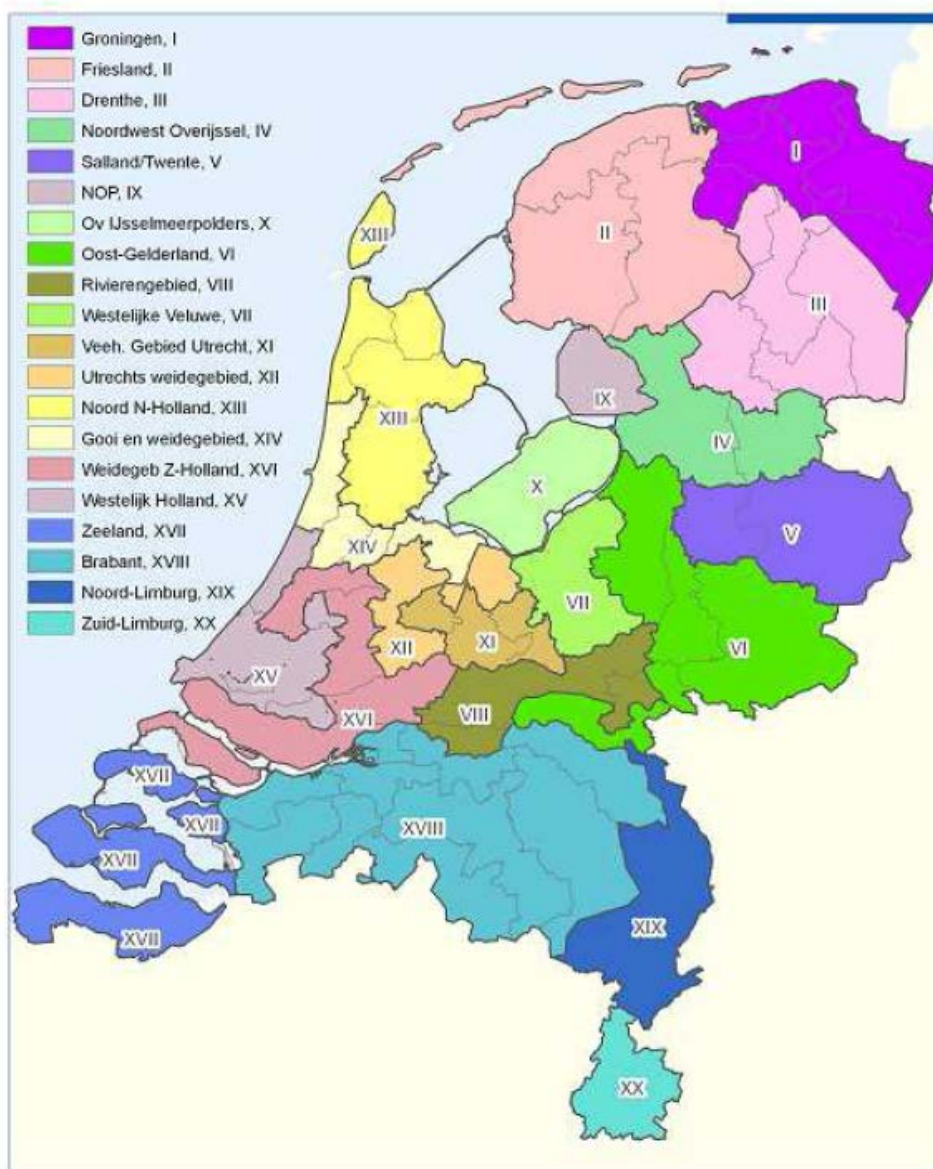 Groningen, I
Friesland, II
Drenthe, III
Noordwest Overijssel, IV
Salland/Twente, V
NOP, IX
Ov IJsselmeerpolders, X
Oost-Gelderland, VI
Rivierengebied, VIII
Westelijke Veluwe, VII
Veeh. Gebied Utrecht, XI
Utrechts weidegebied, XII
Noord N-Holland, XIII
Gooi en weidegebied, XIV
Weidegeb Z-Holland, XVI
Westelijk Holland, XV
Zeeland, XVII
Brabant, XVIII
Noord-Limburg, XIX
Zuid-Limburg, XX
I
XIII
II
III
IX
XIII
IV
X
V
XIV
VII
XII
XI
VI
XV
XVI
VIII
XVII
XVII
XVIII
XVII
XVII
XIX
XX